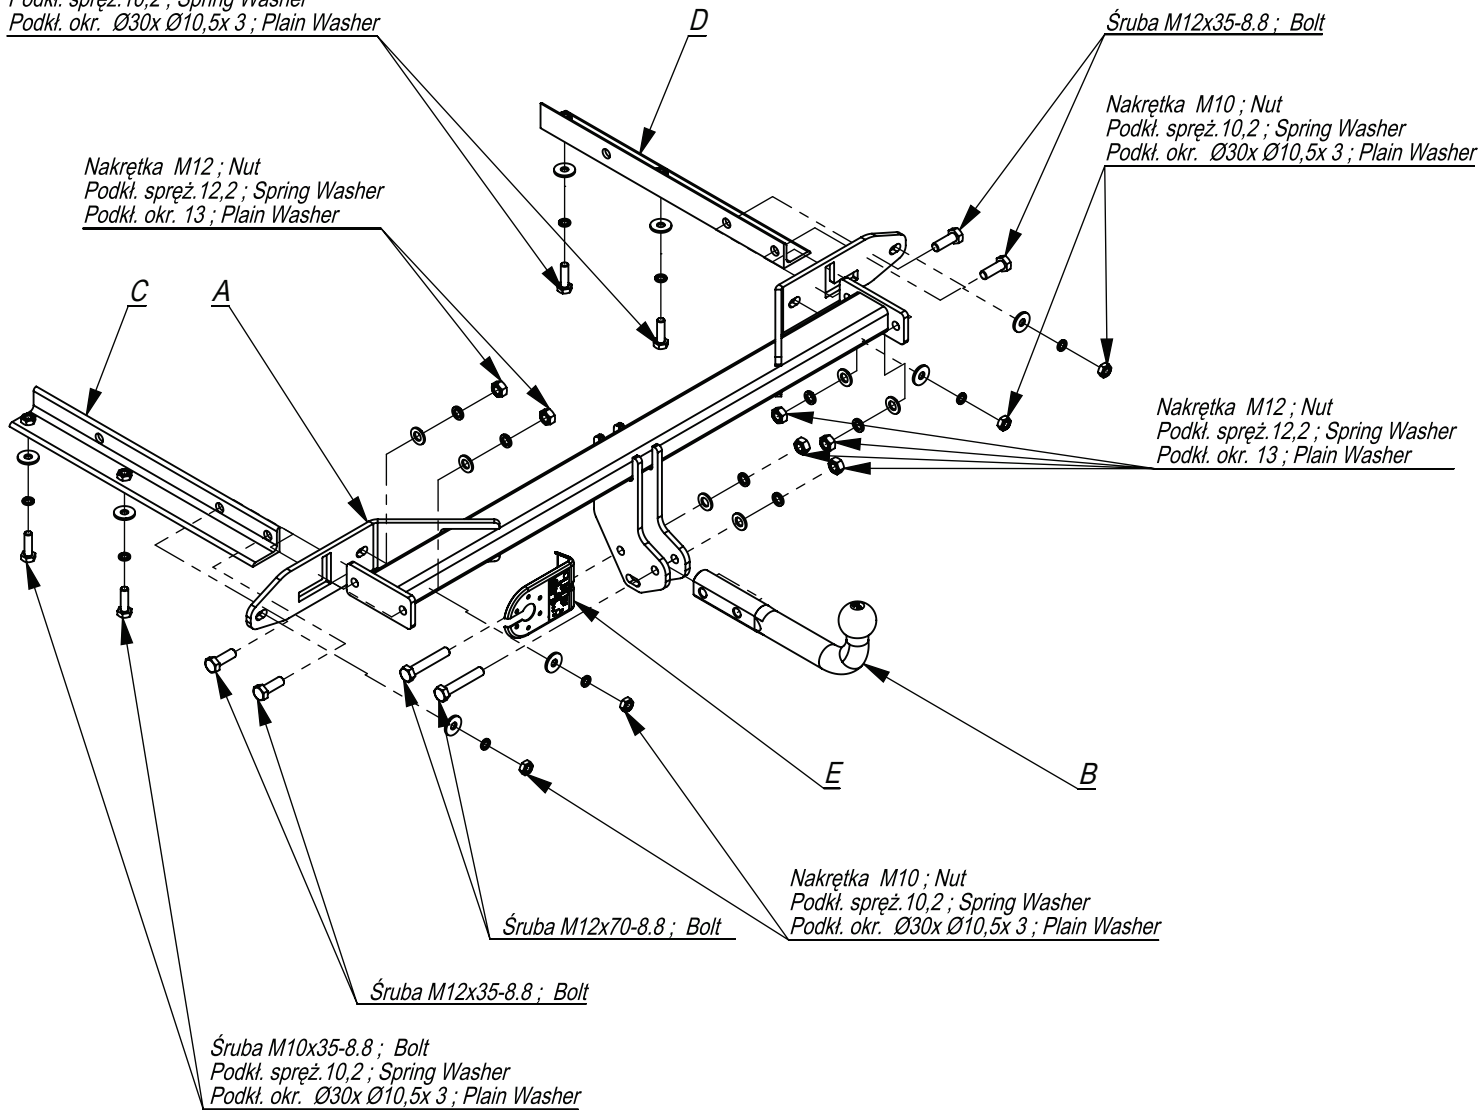 Podkł. spręż.10,2 ; Spring Washer
Podkł. okr. Ø30x Ø10,5x 3 ; Plain Washer
D
Śruba M12x35-8.8 ; Bolt
Nakrętka M10 ; Nut
Podkł. spręż.10,2 ; Spring Washer
Podkł. okr. Ø30x Ø10,5x 3 ; Plain Washer
Nakrętka M12 ; Nut
Podkł. spręż.12,2 ; Spring Washer
Podkł. okr. 13 ; Plain Washer
C
A
Nakrętka M12 ; Nut
Podkł. spręż.12,2 ; Spring Washer
Podkł. okr. 13 ; Plain Washer
E
B
Nakrętka M10 ; Nut
Podkł. spręż.10,2 ; Spring Washer
Podkł. okr. Ø30x Ø10,5x 3 ; Plain Washer
Śruba M12x70-8.8 ; Bolt
Śruba M12x35-8.8 ; Bolt
Śruba M10x35-8.8 ; Bolt
Podkł. spręż.10,2 ; Spring Washer
Podkł. okr. Ø30x Ø10,5x 3 ; Plain Washer